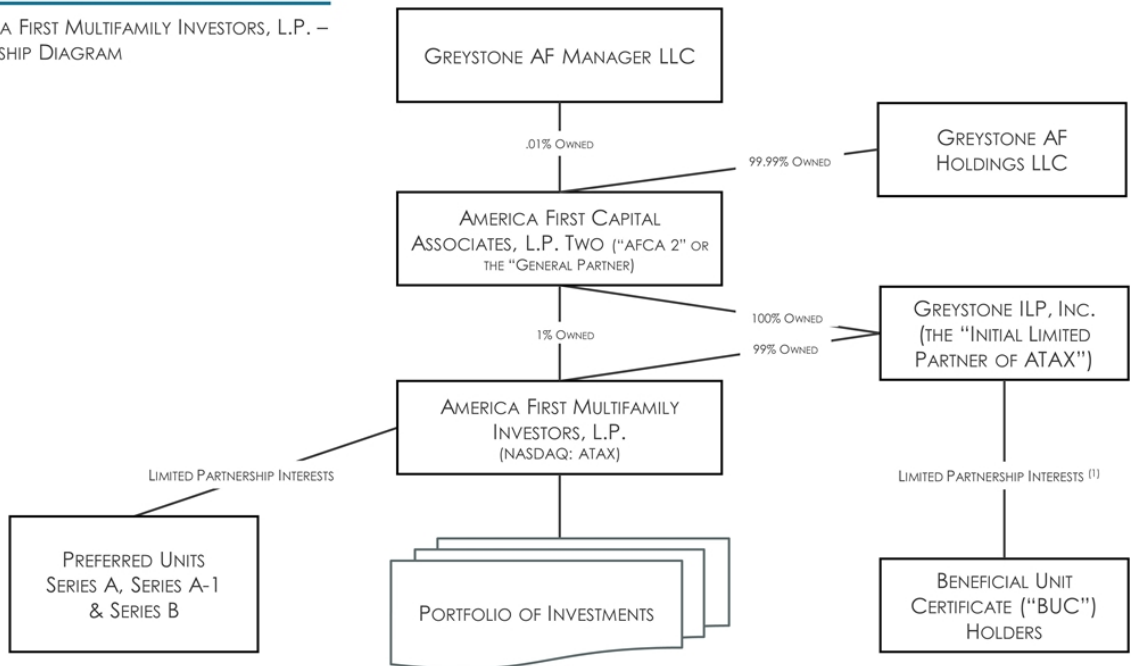 A FIRST MULTIFAMILY INVESTORS, L.P. –
SHIP DIAGRAM
GREYSTONE AF MANAGER LLC
.01% OWNED
99.99% OWNED
GREYSTONE AF
HOLDINGS LLC
AMERICA FIRST CAPITAL
ASSOCIATES, L.P. TWO (“AFCA 2” OR
THE “GENERAL PARTNER)
1% OWNED
100% OWNED
99% OWNED
GREYSTONE ILP, INC.
(THE “INITIAL LIMITED
PARTNER OF ATAX”)
AMERICA FIRST MULTIFAMILY
INVESTORS, L.P.
(NASDAQ: ATAX)
LIMITED PARTNERSHIP INTERESTS
LIMITED PARTNERSHIP INTERESTS (1)
PREFERRED UNITS
SERIES A, SERIES A-1
& SERIES B
PORTFOLIO OF INVESTMENTS
BENEFICIAL UNIT
CERTIFICATE (“BUC”)
HOLDERS